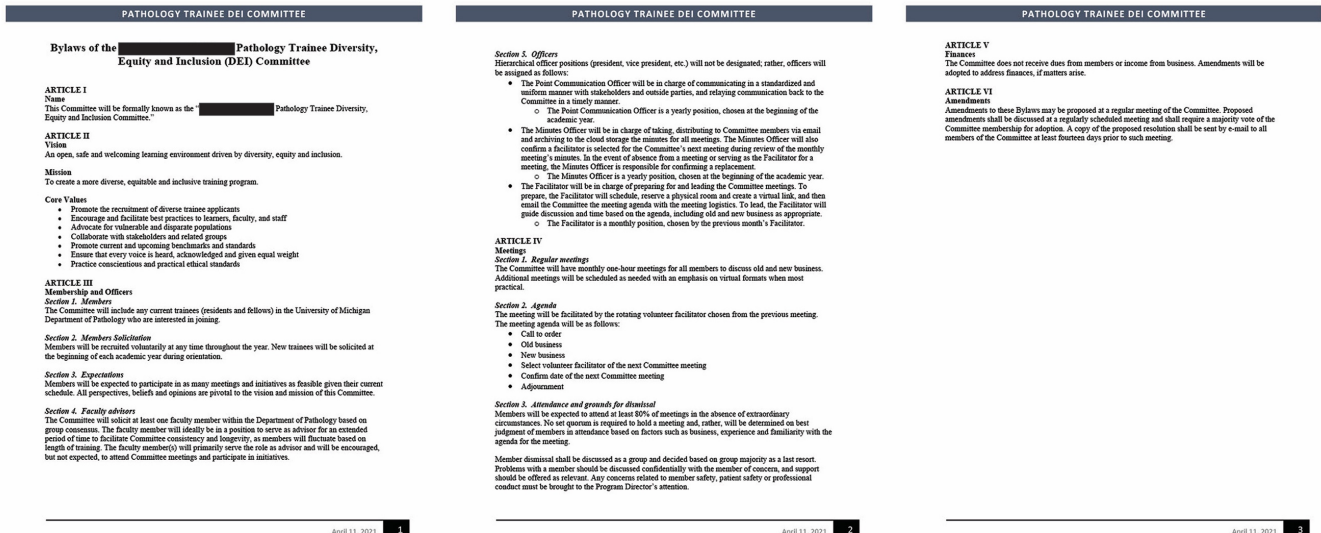 PATHOLOGY TRAINEE DEI COMMITTEE
Bylaws of the Pathology Trainee Diversity,
Equity and Inclusion (DEI) Committee
ARTICLE I
Name
This Committee will be formally known as the " Pathology Trainee Diversity,
Equity and Inclusion Committee."
ARTICLE II
Vision
An open, safe and welcoming learning environment driven by diversity, equity and inclusion.
Mission
To create a more diverse, equitable and inclusive training program.
Core Values
• Promote the recruitment of diverse trainee applicants
• Encourage and facilitate best practices to learners, faculty, and staff
• Advocate for vulnerable and disparate populations
• Collaborate with stakeholders and related groups
• Promote current and upcoming benchmarks and standards
• Ensure that every voice is heard, acknowledged and given equal weight
• Practice conscientious and practical ethical standards
ARTICLE III
Membership and Officers
Section 1. Members
The Committee will include any current trainees (residents and fellows) in the University of Michigan
Department of Pathology who are interested in joining.
Section 2. Members Solicitation
Members will be recruited voluntarily at any time throughout the year. New trainees will be solicited at
the beginning of each academic year during orientation.
Section 3. Expectations
Members will be expected to participate in as many meetings and initiatives as feasible given their current
schedule. All perspectives, beliefs and opinions are pivotal to the vision and mission of this Committee.
Section 4. Faculty advisors
The Committee will solicit at least one faculty member within the Department of Pathology based on
group consensus. The faculty member will ideally be in a position to serve as advisor for an extended
period of time to facilitate Committee consistency and longevity, as members will fluctuate based on
length of training. The faculty member(s) will primarily serve the role as advisor and will be encouraged,
but not expected, to attend Committee meetings and participate in initiatives.
April 11, 2021 1
PATHOLOGY TRAINEE DEI COMMITTEE
Section 5. Officers
Hierarchical officer positions (president, vice president, etc.) will not be designated; rather, officers will
be assigned as follows:
• The Point Communication Officer will be in charge of communicating in a standardized and
uniform manner with stakeholders and outside parties, and relaying communication back to the
Committee in a timely manner.
o The Point Communication Officer is a yearly position, chosen at the beginning of the
academic year.
• The Minutes Officer will be in charge of taking, distributing to Committee members via email
and archiving to the cloud storage the minutes for all meetings. The Minutes Officer will also
confirm a facilitator is selected for the Committee's next meeting during review of the monthly
meeting's minutes. In the event of absence from a meeting or serving as the Facilitator for a
meeting, the Minutes Officer is responsible for confirming a replacement.
o The Minutes Officer is a yearly position, chosen at the beginning of the academic year.
• The Facilitator will be in charge of preparing for and leading the Committee meetings. To
prepare, the Facilitator will schedule, reserve a physical room and create a virtual link, and then
email the Committee the meeting agenda with the meeting logistics. To lead, the Facilitator will
guide discussion and time based on the agenda, including old and new business as appropriate.
o The Facilitator is a monthly position, chosen by the previous month's Facilitator.
ARTICLE IV
Meetings
Section 1. Regular meetings
The Committee will have monthly one-hour meetings for all members to discuss old and new business.
Additional meetings will be scheduled as needed with an emphasis on virtual formats when most
practical.
Section 2. Agenda
The meeting will be facilitated by the rotating volunteer facilitator chosen from the previous meeting.
The meeting agenda will be as follows:
• Call to order
• Old business
• New business
• Select volunteer facilitator of the next Committee meeting
• Confirm date of the next Committee meeting
• Adjournment
Section 3. Attendance and grounds for dismissal
Members will be expected to attend at least 80% of meetings in the absence of extraordinary
circumstances. No set quorum is required to hold a meeting and, rather, will be determined on best
judgment of members in attendance based on factors such as business, experience and familiarity with the
agenda for the meeting.
Member dismissal shall be discussed as a group and decided based on group majority as a last resort.
Problems with a member should be discussed confidentially with the member of concern, and support
should be offered as relevant. Any concerns related to member safety, patient safety or professional
conduct must be brought to the Program Director's attention.
April 11, 2021 2
PATHOLOGY TRAINEE DEI COMMITTEE
ARTICLE V
Finances
The Committee does not receive dues from members or income from business. Amendments will be
adopted to address finances, if matters arise.
ARTICLE VI
Amendments
Amendments to these Bylaws may be proposed at a regular meeting of the Committee. Proposed
amendments shall be discussed at a regularly scheduled meeting and shall require a majority vote of the
Committee membership for adoption. A copy of the proposed resolution shall be sent by e-mail to all
members of the Committee at least fourteen days prior to such meeting.
April 11, 2021 3